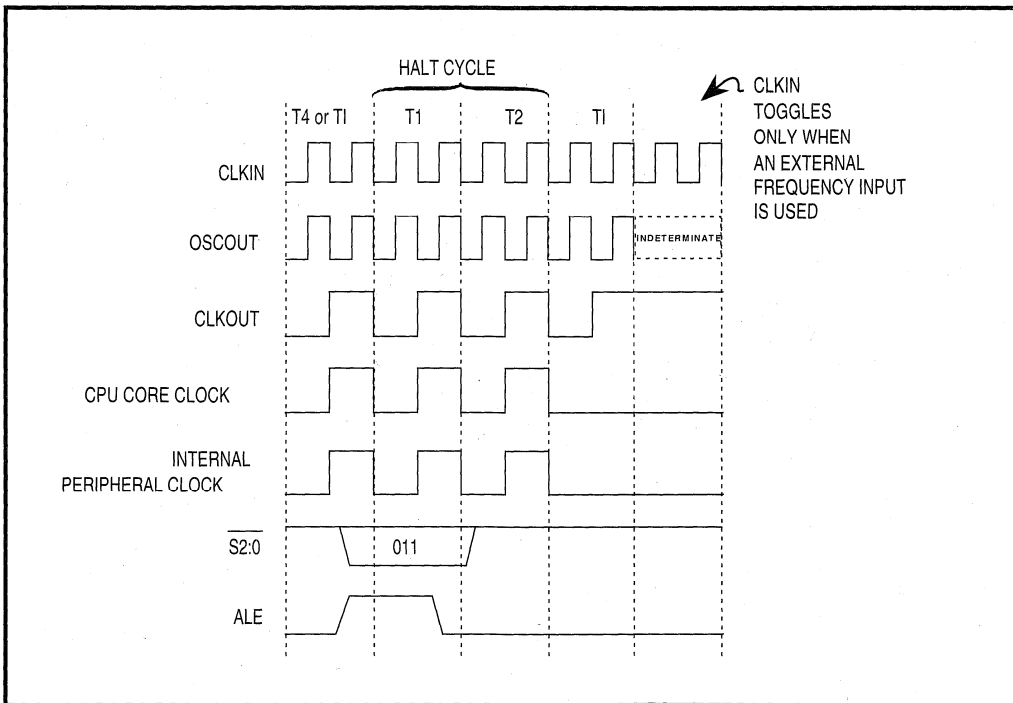 HALT CYCLE
CLKIN
TOGGLES
ONLY WHEN
AN EXTERNAL
FREQUENCY INPUT
IS USED
T4 or TI
T1
T2
TI
CLKIN
OSCOUT
INDETERMINATE
CLKOUT
CPU CORE CLOCK
INTERNAL
PERIPHERAL CLOCK
S2:0
011
ALE